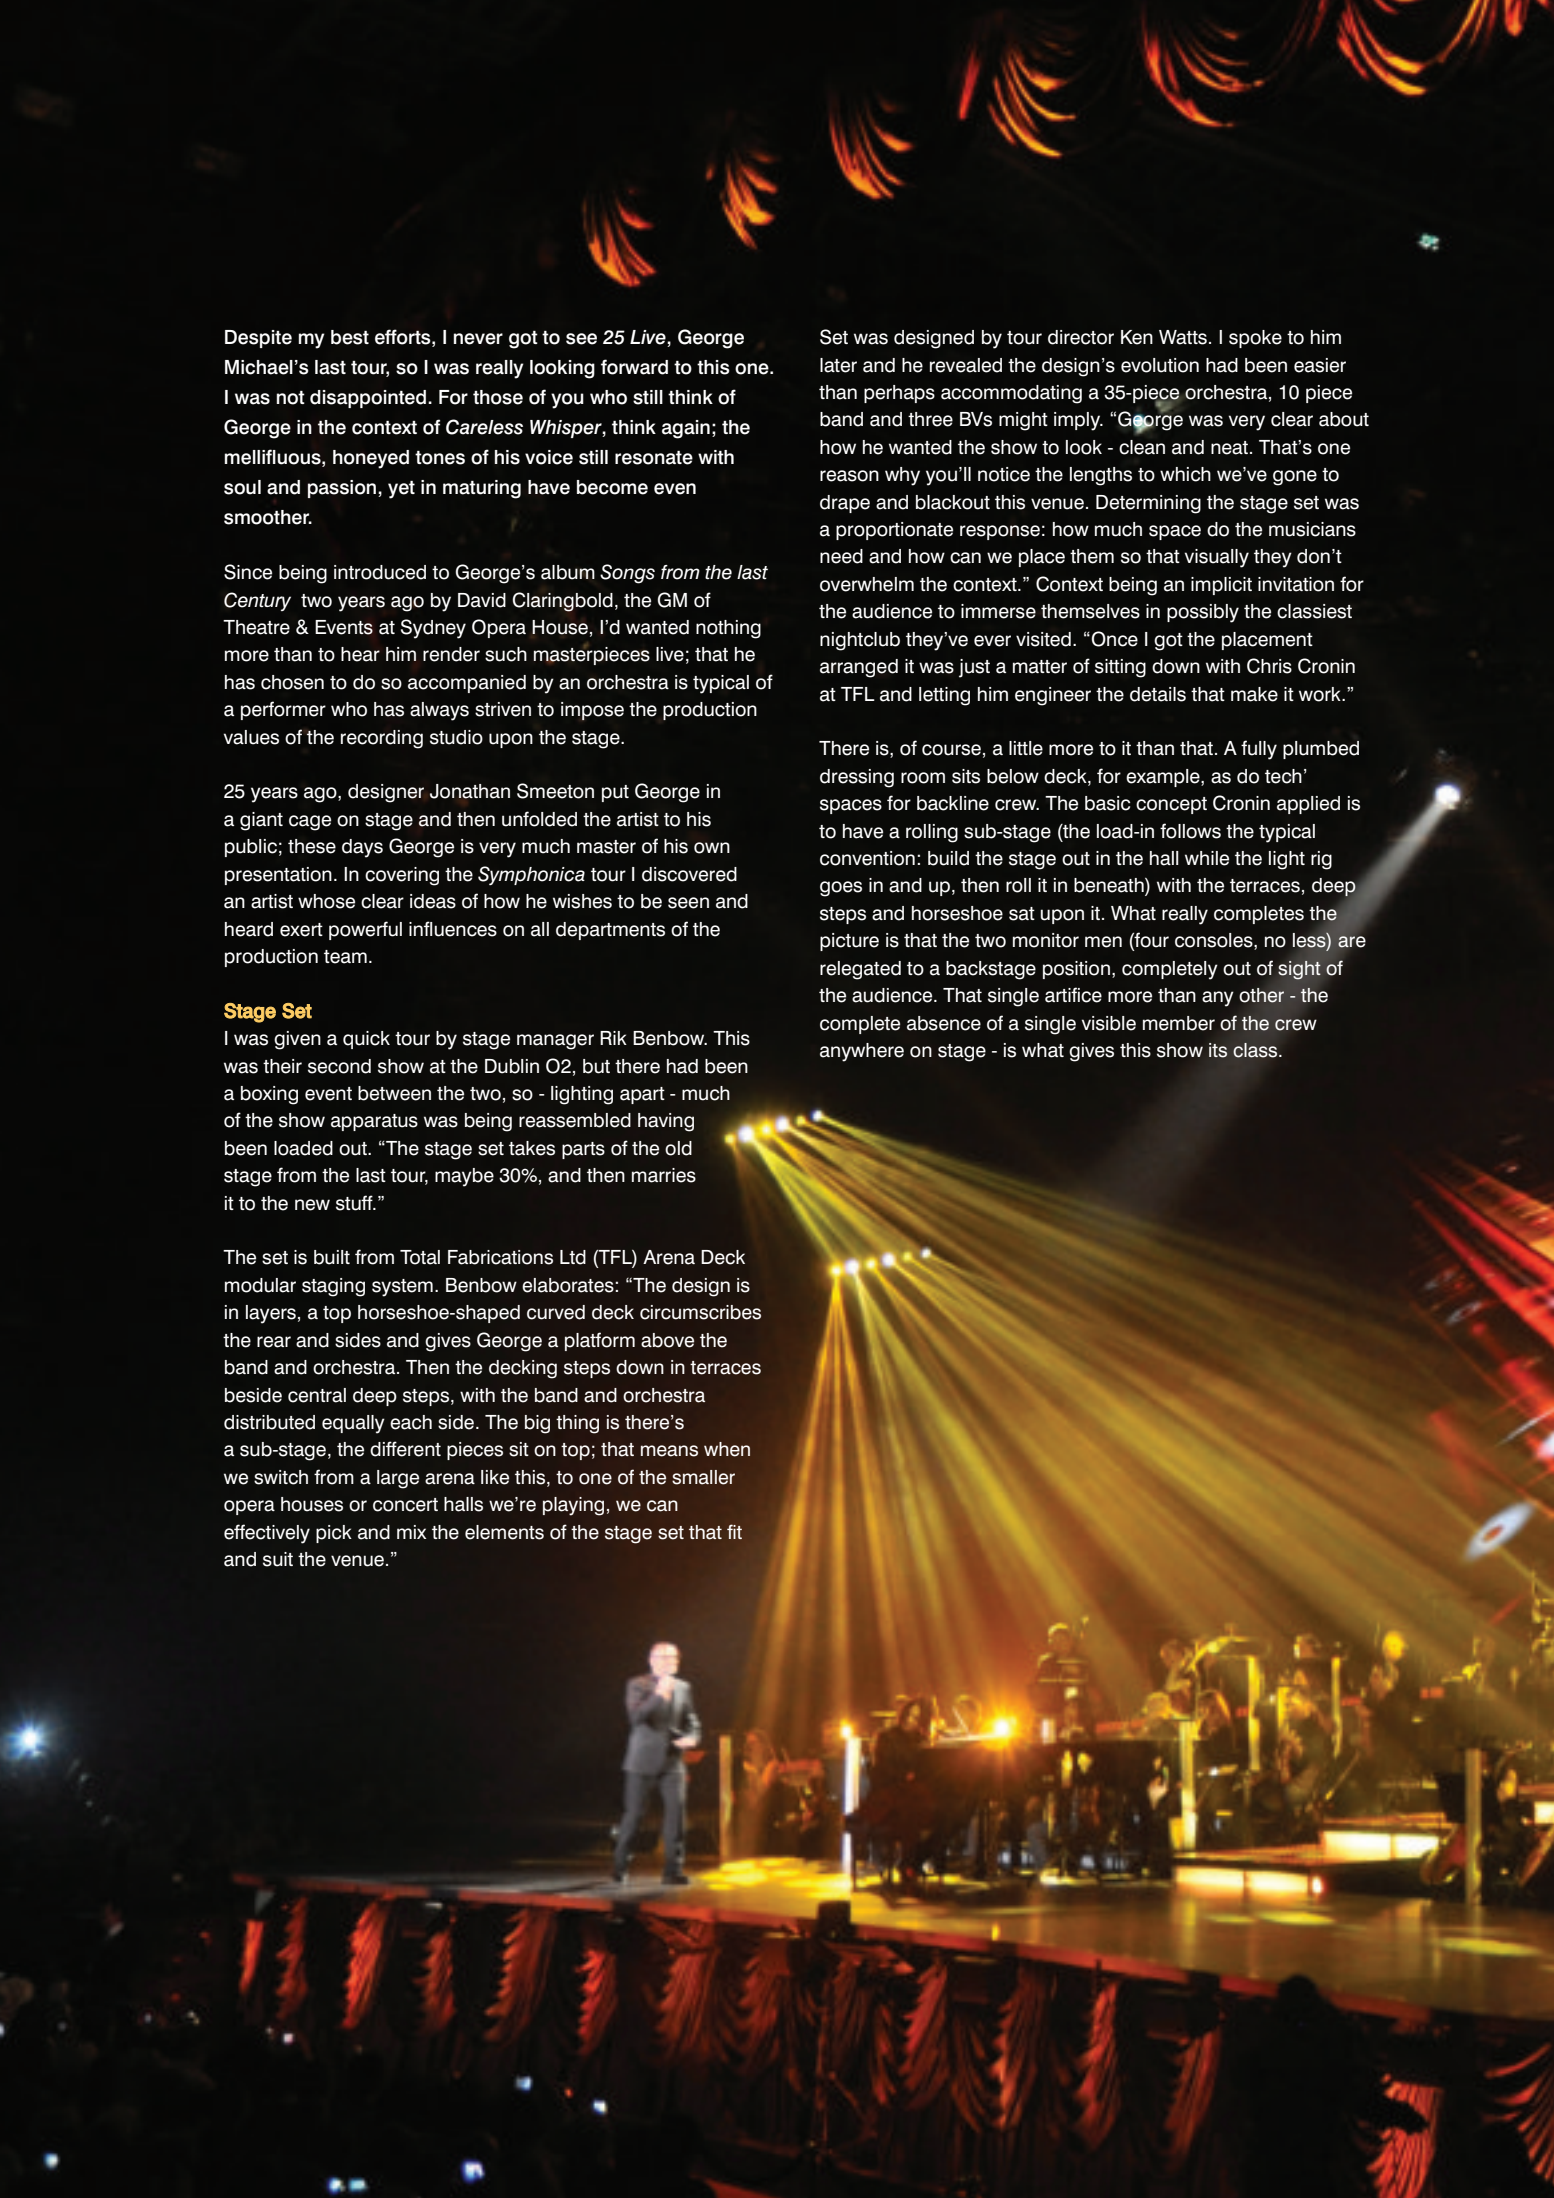 Despite my best efforts, I never got to see 25 Live, George
Michael’s last tour, so I was really looking forward to this one.
I was not disappointed. For those of you who still think of
George in the context of Careless Whisper, think again; the
mellifluous, honeyed tones of his voice still resonate with
soul and passion, yet in maturing have become even
smoother.
Since being introduced to George’s album Songs from the last
Century two years ago by David Claringbold, the GM of
Theatre & Events at Sydney Opera House, I’d wanted nothing
more than to hear him render such masterpieces live; that he
has chosen to do so accompanied by an orchestra is typical of
a performer who has always striven to impose the production
values of the recording studio upon the stage.
25 years ago, designer Jonathan Smeeton put George in
a giant cage on stage and then unfolded the artist to his
public; these days George is very much master of his own
presentation. In covering the Symphonica tour I discovered
an artist whose clear ideas of how he wishes to be seen and
heard exert powerful influences on all departments of the
production team.
Stage Set
I was given a quick tour by stage manager Rik Benbow. This
was their second show at the Dublin O2, but there had been
a boxing event between the two, so - lighting apart - much
of the show apparatus was being reassembled having
been loaded out. “The stage set takes parts of the old
stage from the last tour, maybe 30%, and then marries
it to the new stuff.”
The set is built from Total Fabrications Ltd (TFL) Arena Deck
modular staging system. Benbow elaborates: “The design is
in layers, a top horseshoe-shaped curved deck circumscribes
the rear and sides and gives George a platform above the
band and orchestra. Then the decking steps down in terraces
beside central deep steps, with the band and orchestra
distributed equally each side. The big thing is there’s
a sub-stage, the different pieces sit on top; that means when
we switch from a large arena like this, to one of the smaller
opera houses or concert halls we’re playing, we can
effectively pick and mix the elements of the stage set that fit
and suit the venue.”
Set was designed by tour director Ken Watts. I spoke to him
later and he revealed the design’s evolution had been easier
than perhaps accommodating a 35-piece orchestra, 10 piece
band and three BVs might imply. “George was very clear about
how he wanted the show to look - clean and neat. That’s one
reason why you’ll notice the lengths to which we’ve gone to
drape and blackout this venue. Determining the stage set was
a proportionate response: how much space do the musicians
need and how can we place them so that visually they don’t
overwhelm the context.” Context being an implicit invitation for
the audience to immerse themselves in possibly the classiest
nightclub they’ve ever visited. “Once I got the placement
arranged it was just a matter of sitting down with Chris Cronin
at TFL and letting him engineer the details that make it work.”
There is, of course, a little more to it than that. A fully plumbed
dressing room sits below deck, for example, as do tech’
spaces for backline crew. The basic concept Cronin applied is
to have a rolling sub-stage (the load-in follows the typical
convention: build the stage out in the hall while the light rig
goes in and up, then roll it in beneath) with the terraces, deep
steps and horseshoe sat upon it. What really completes the
picture is that the two monitor men (four consoles, no less) are
relegated to a backstage position, completely out of sight of
the audience. That single artifice more than any other - the
complete absence of a single visible member of the crew
anywhere on stage - is what gives this show its class.